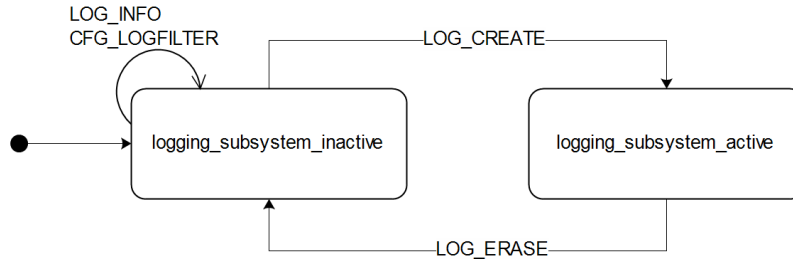 LOG_INFO
CFG_LOGFILTER
LOG_CREATE
logging_subsystem_inactive
logging_subsystem_active
LOG_ERASE